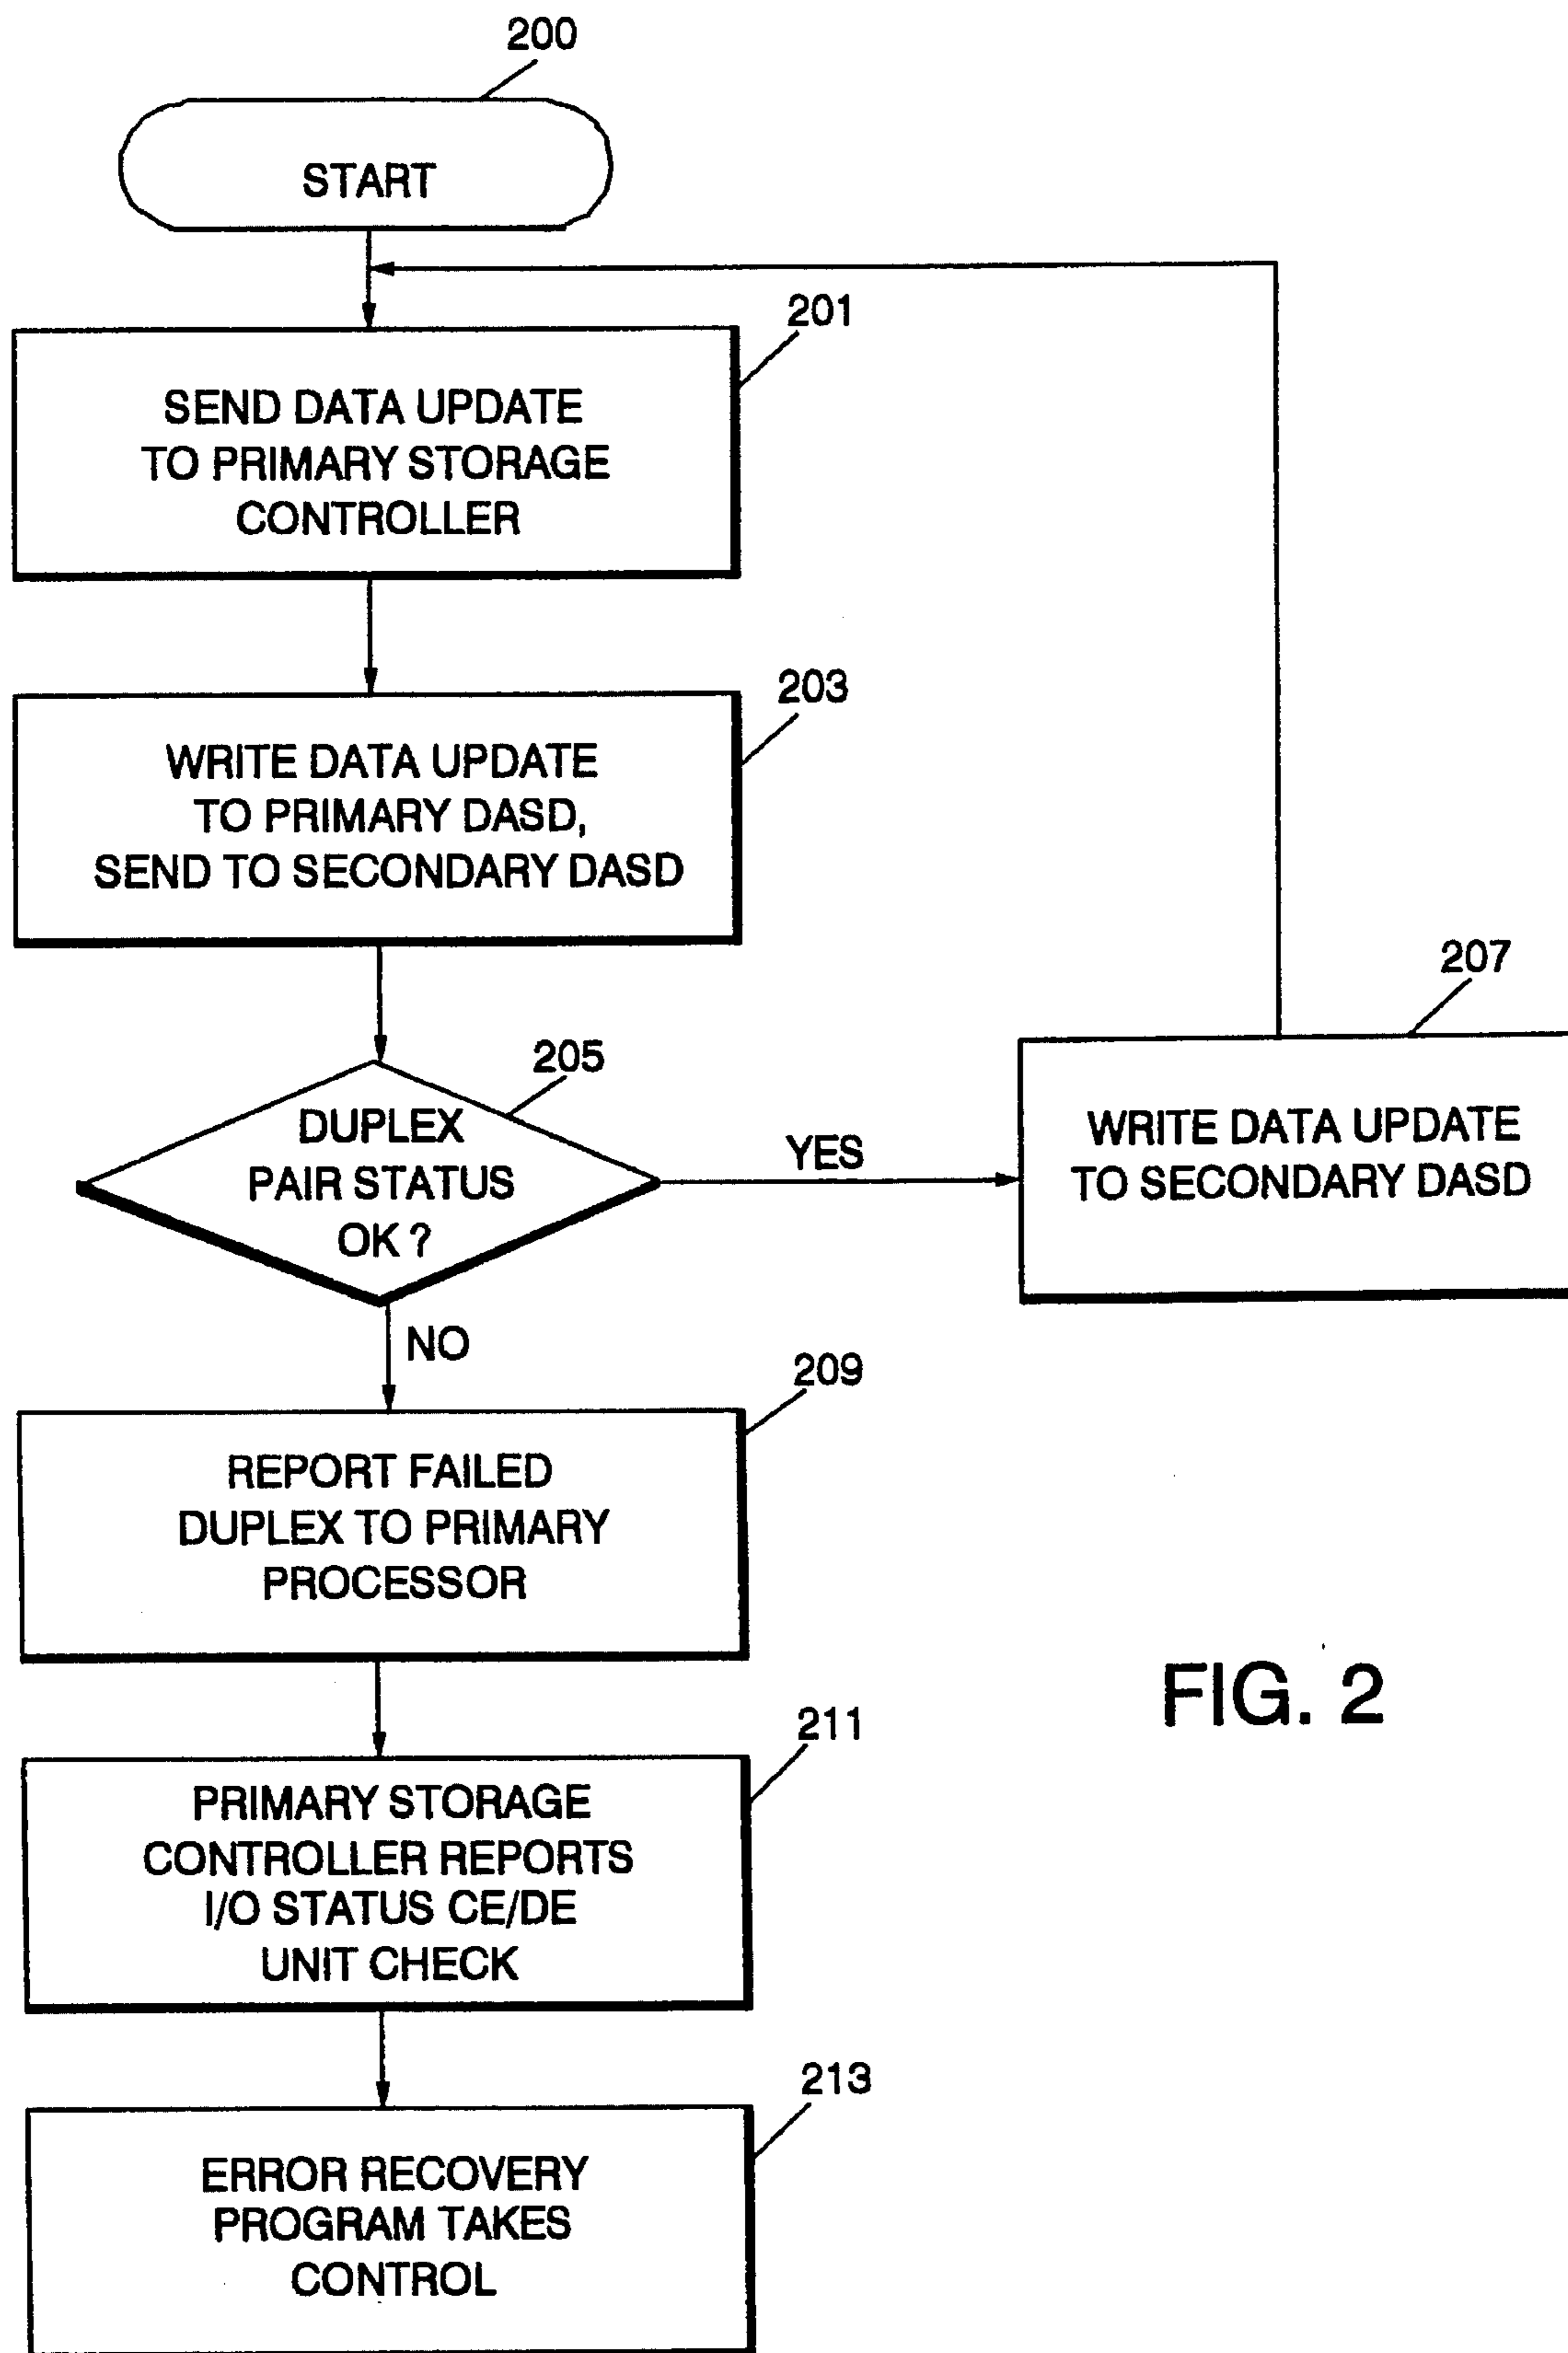 200
START
201
SEND DATA UPDATE
TO PRIMARY STORAGE
CONTROLLER
203
WRITE DATA UPDATE
TO PRIMARY DASD,
SEND TO SECONDARY DASD
205
DUPLEX
PAIR STATUS
OK ?
YES
207
WRITE DATA UPDATE
TO SECONDARY DASD
NO
209
REPORT FAILED
DUPLEX TO PRIMARY
PROCESSOR
211
PRIMARY STORAGE
CONTROLLER REPORTS
I/O STATUS CE/DE
UNIT CHECK
213
ERROR RECOVERY
PROGRAM TAKES
CONTROL
FIG. 2